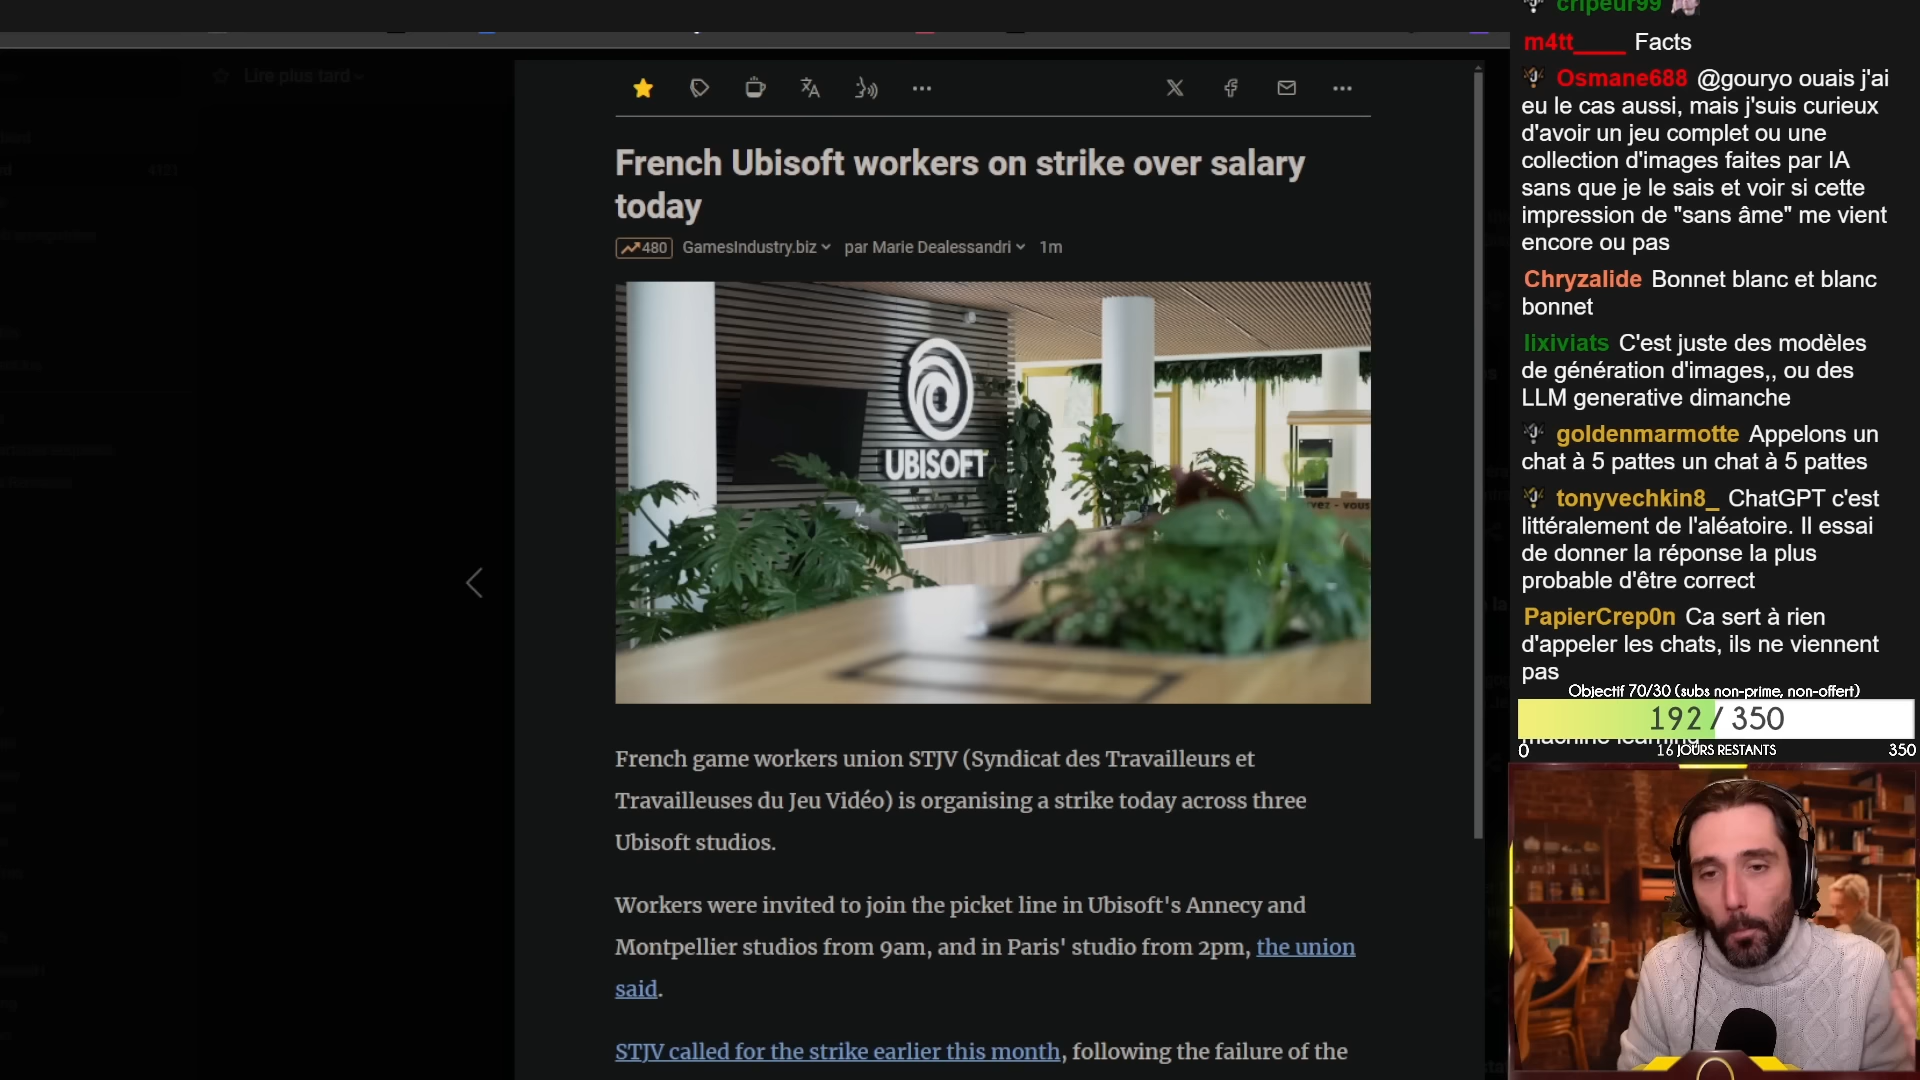 Lire plus tard
French Ubisoft workers on strike over salary
today
480 GamesIndustry.biz par Marie Dealessandri 1m
UBISOFT
French game workers union STJV (Syndicat des Travailleurs et
Travailleuses du Jeu Vidéo) is organising a strike today across three
Ubisoft studios.
Workers were invited to join the picket line in Ubisoft's Annecy and
Montpellier studios from 9am, and in Paris' studio from 2pm, the union
said.
STJV called for the strike earlier this month, following the failure of the
cripeur99
m4tt____ Facts
Osmane688 @gouryo ouais j'ai
eu le cas aussi, mais j'suis curieux
d'avoir un jeu complet ou une
collection d'images faites par IA
sans que je le sais et voir si cette
impression de "sans âme" me vient
encore ou pas
Chryzalide Bonnet blanc et blanc
bonnet
lixiviats C'est juste des modèles
de génération d'images,, ou des
LLM generative dimanche
goldenmarmotte Appelons un
chat à 5 pattes un chat à 5 pattes
tonyvechkin8_ ChatGPT c'est
littéralement de l'aléatoire. Il essai
de donner la réponse la plus
probable d'être correct
PapierCrep0n Ca sert à rien
d'appeler les chats, ils ne viennent
pas
Objectif 70/30 (subs non-prime, non-offert)
192 / 350
machine learning
0 16 JOURS RESTANTS 350